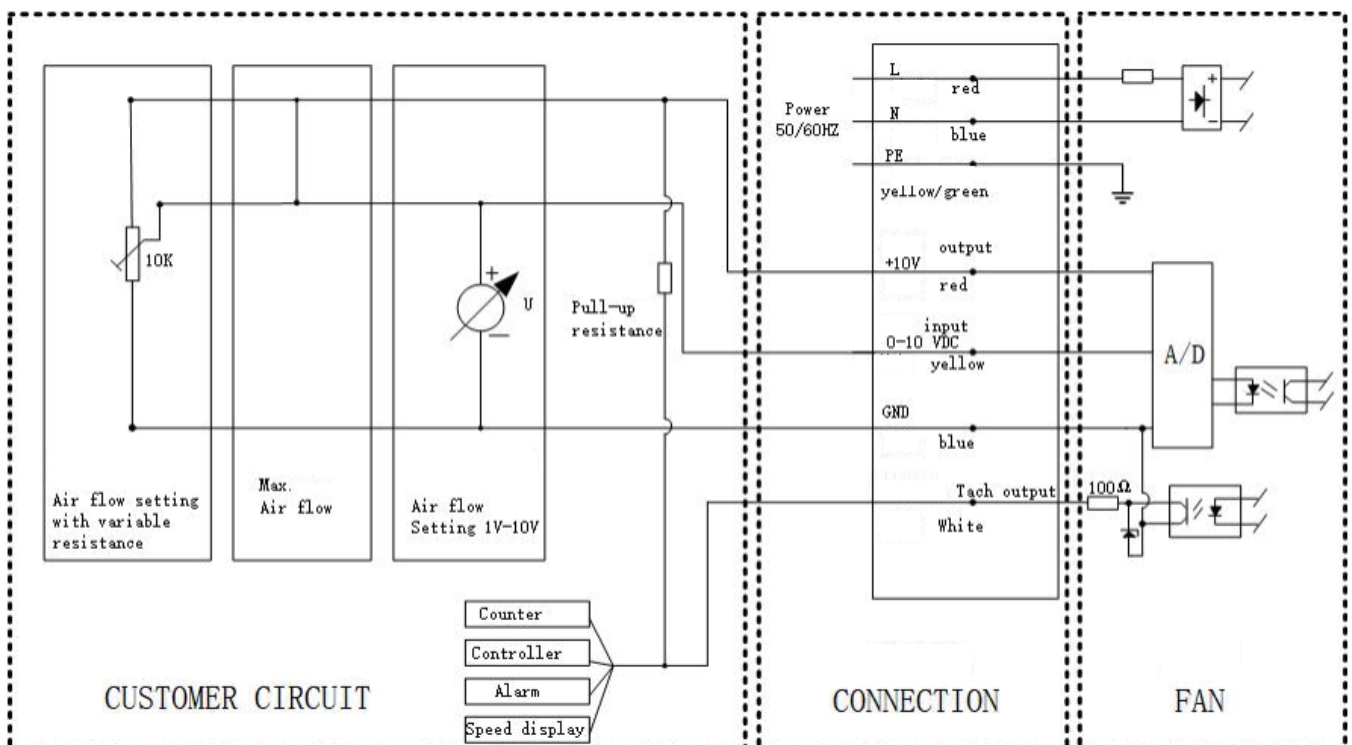 10K
Air flow setting
with variable
resistance
Max.
Air flow
+
U
−
Air flow
Setting 1V-10V
Pull-up
resistance
Counter
Controller
Alarm
Speed display
CUSTOMER CIRCUIT
Power
50/60HZ
L
red
N
blue
PE
yellow/green
output
+10V
red
input
0-10 VDC
yellow
GND
blue
Tach output
White
CONNECTION
+
−
A/D
100Ω
FAN